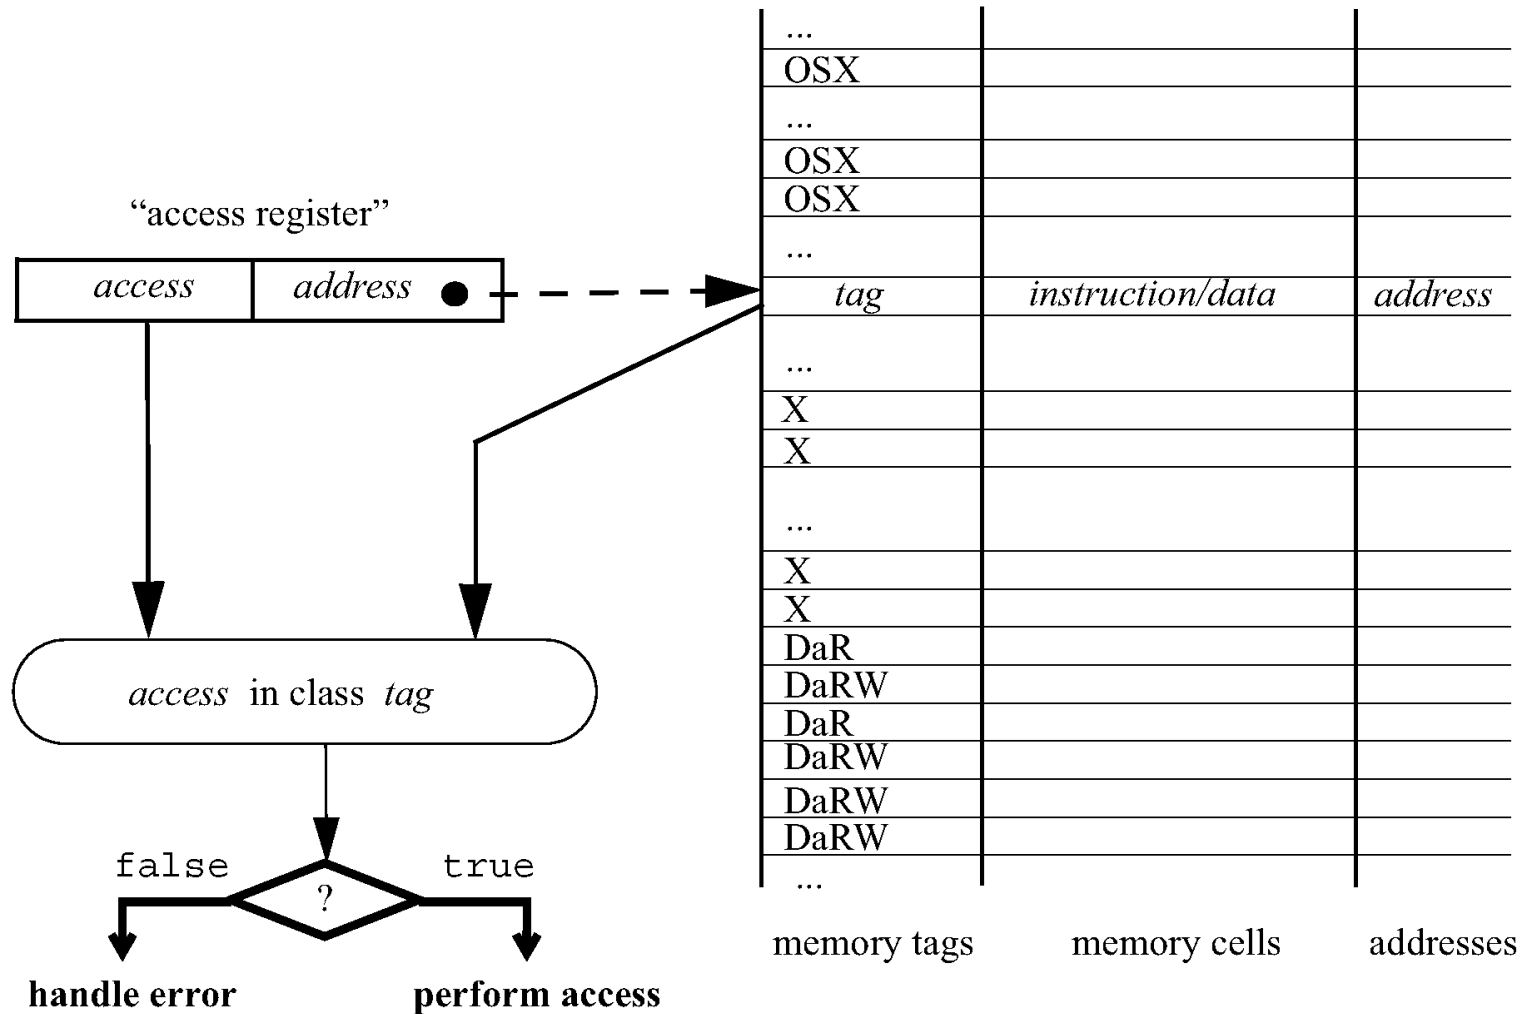 ...
OSX
...
OSX
OSX
...
“access register”
access address
tag instruction/data address
...
X
X
...
X
X
DaR
DaRW
DaR
DaRW
DaRW
DaRW
...
access in class tag
false true
?
handle error perform access
memory tags memory cells addresses